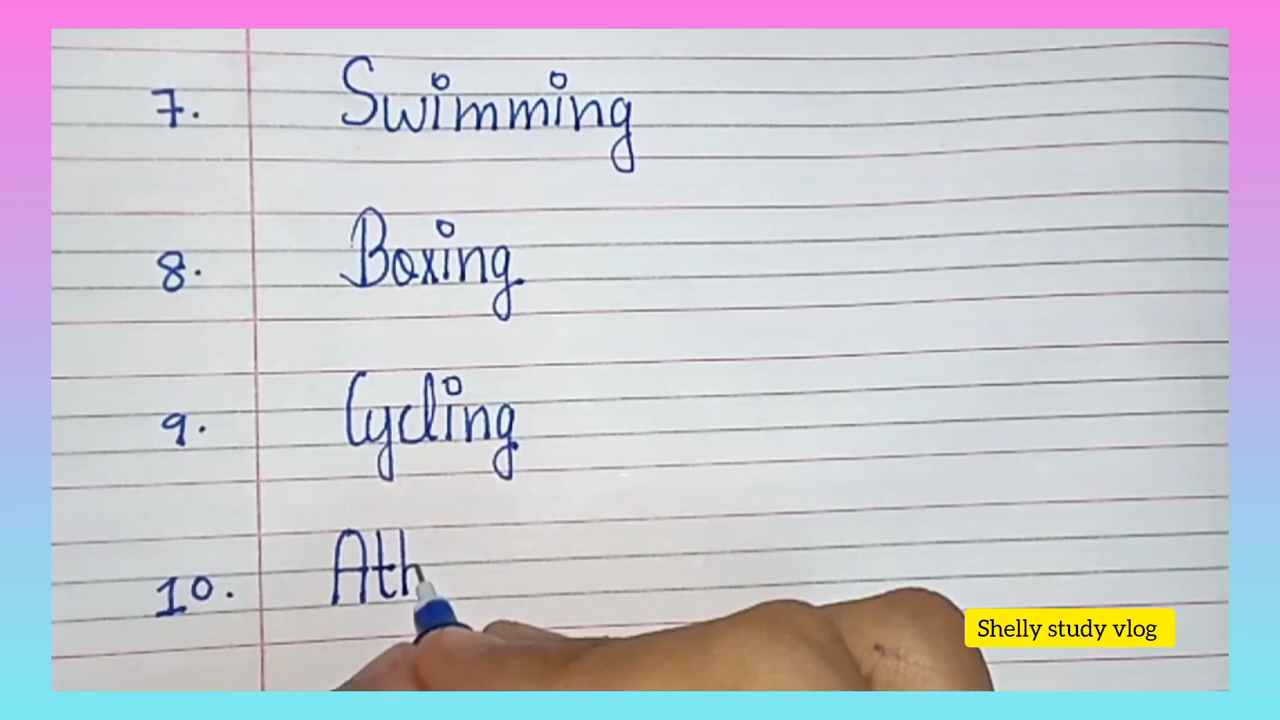 7. Swimming
8. Boxing
9. Cycling
10. Ath
Shelly study vlog